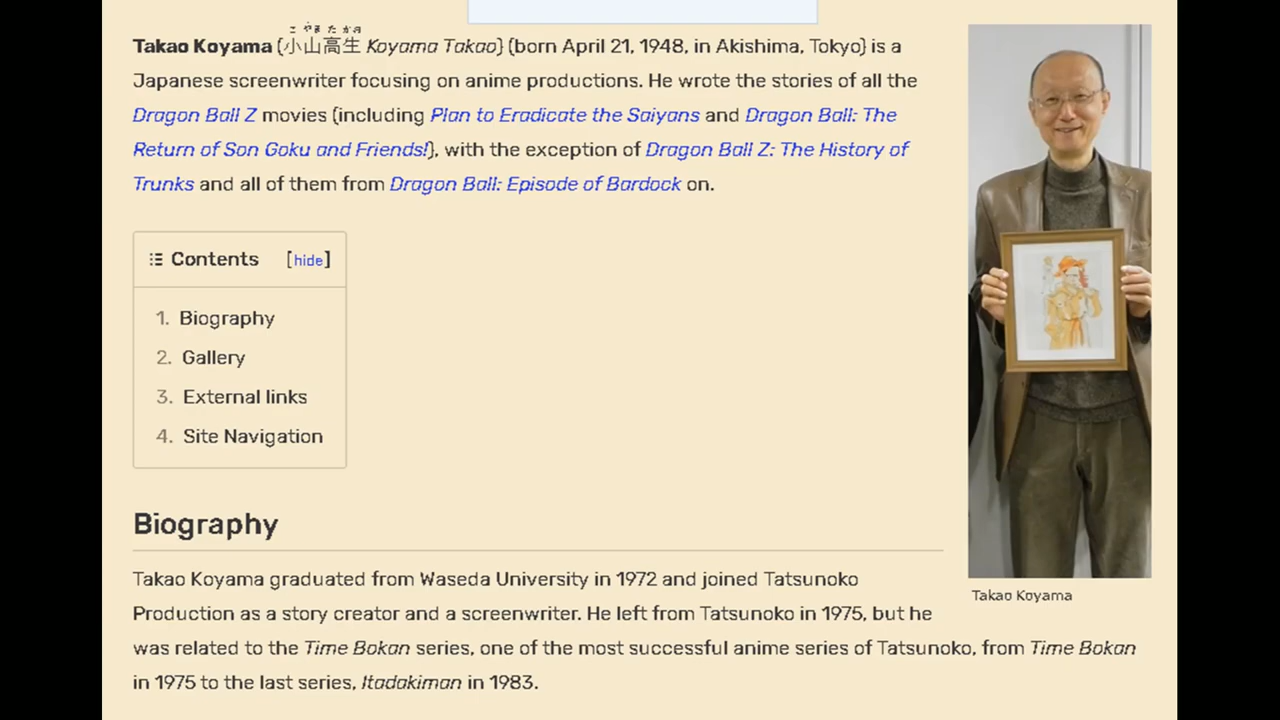 こ やま たか お
Takao Koyama (小山高生 Koyama Takao) (born April 21, 1948, in Akishima, Tokyo) is a
Japanese screenwriter focusing on anime productions. He wrote the stories of all the
Dragon Ball Z movies (including Plan to Eradicate the Saiyans and Dragon Ball: The
Return of Son Goku and Friends!), with the exception of Dragon Ball Z: The History of
Trunks and all of them from Dragon Ball: Episode of Bardock on.
Contents [hide]
1. Biography
2. Gallery
3. External links
4. Site Navigation
Biography
Takao Koyama graduated from Waseda University in 1972 and joined Tatsunoko
Production as a story creator and a screenwriter. He left from Tatsunoko in 1975, but he
was related to the Time Bokan series, one of the most successful anime series of Tatsunoko, from Time Bokan
in 1975 to the last series, Itadakiman in 1983.
Takao Koyama